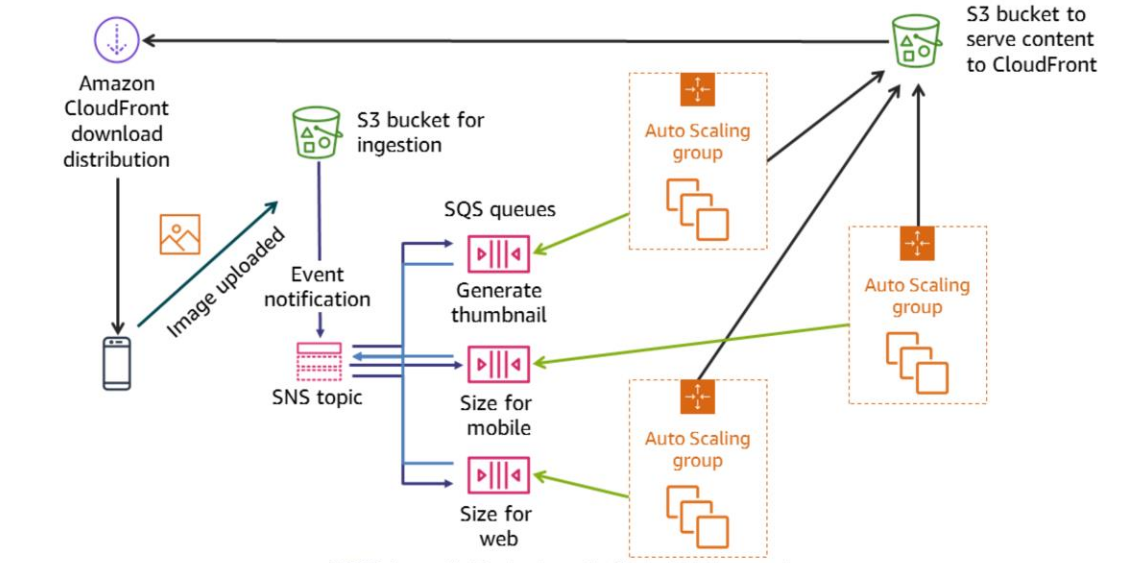 S3 bucket to
serve content
to CloudFront
Amazon
CloudFront
download
distribution
S3 bucket for
ingestion
Auto Scaling
group
SQS queues
Image uploaded
Event
notification
Generate
thumbnail
Auto Scaling
group
SNS topic
Size for
mobile
Auto Scaling
group
Size for
web